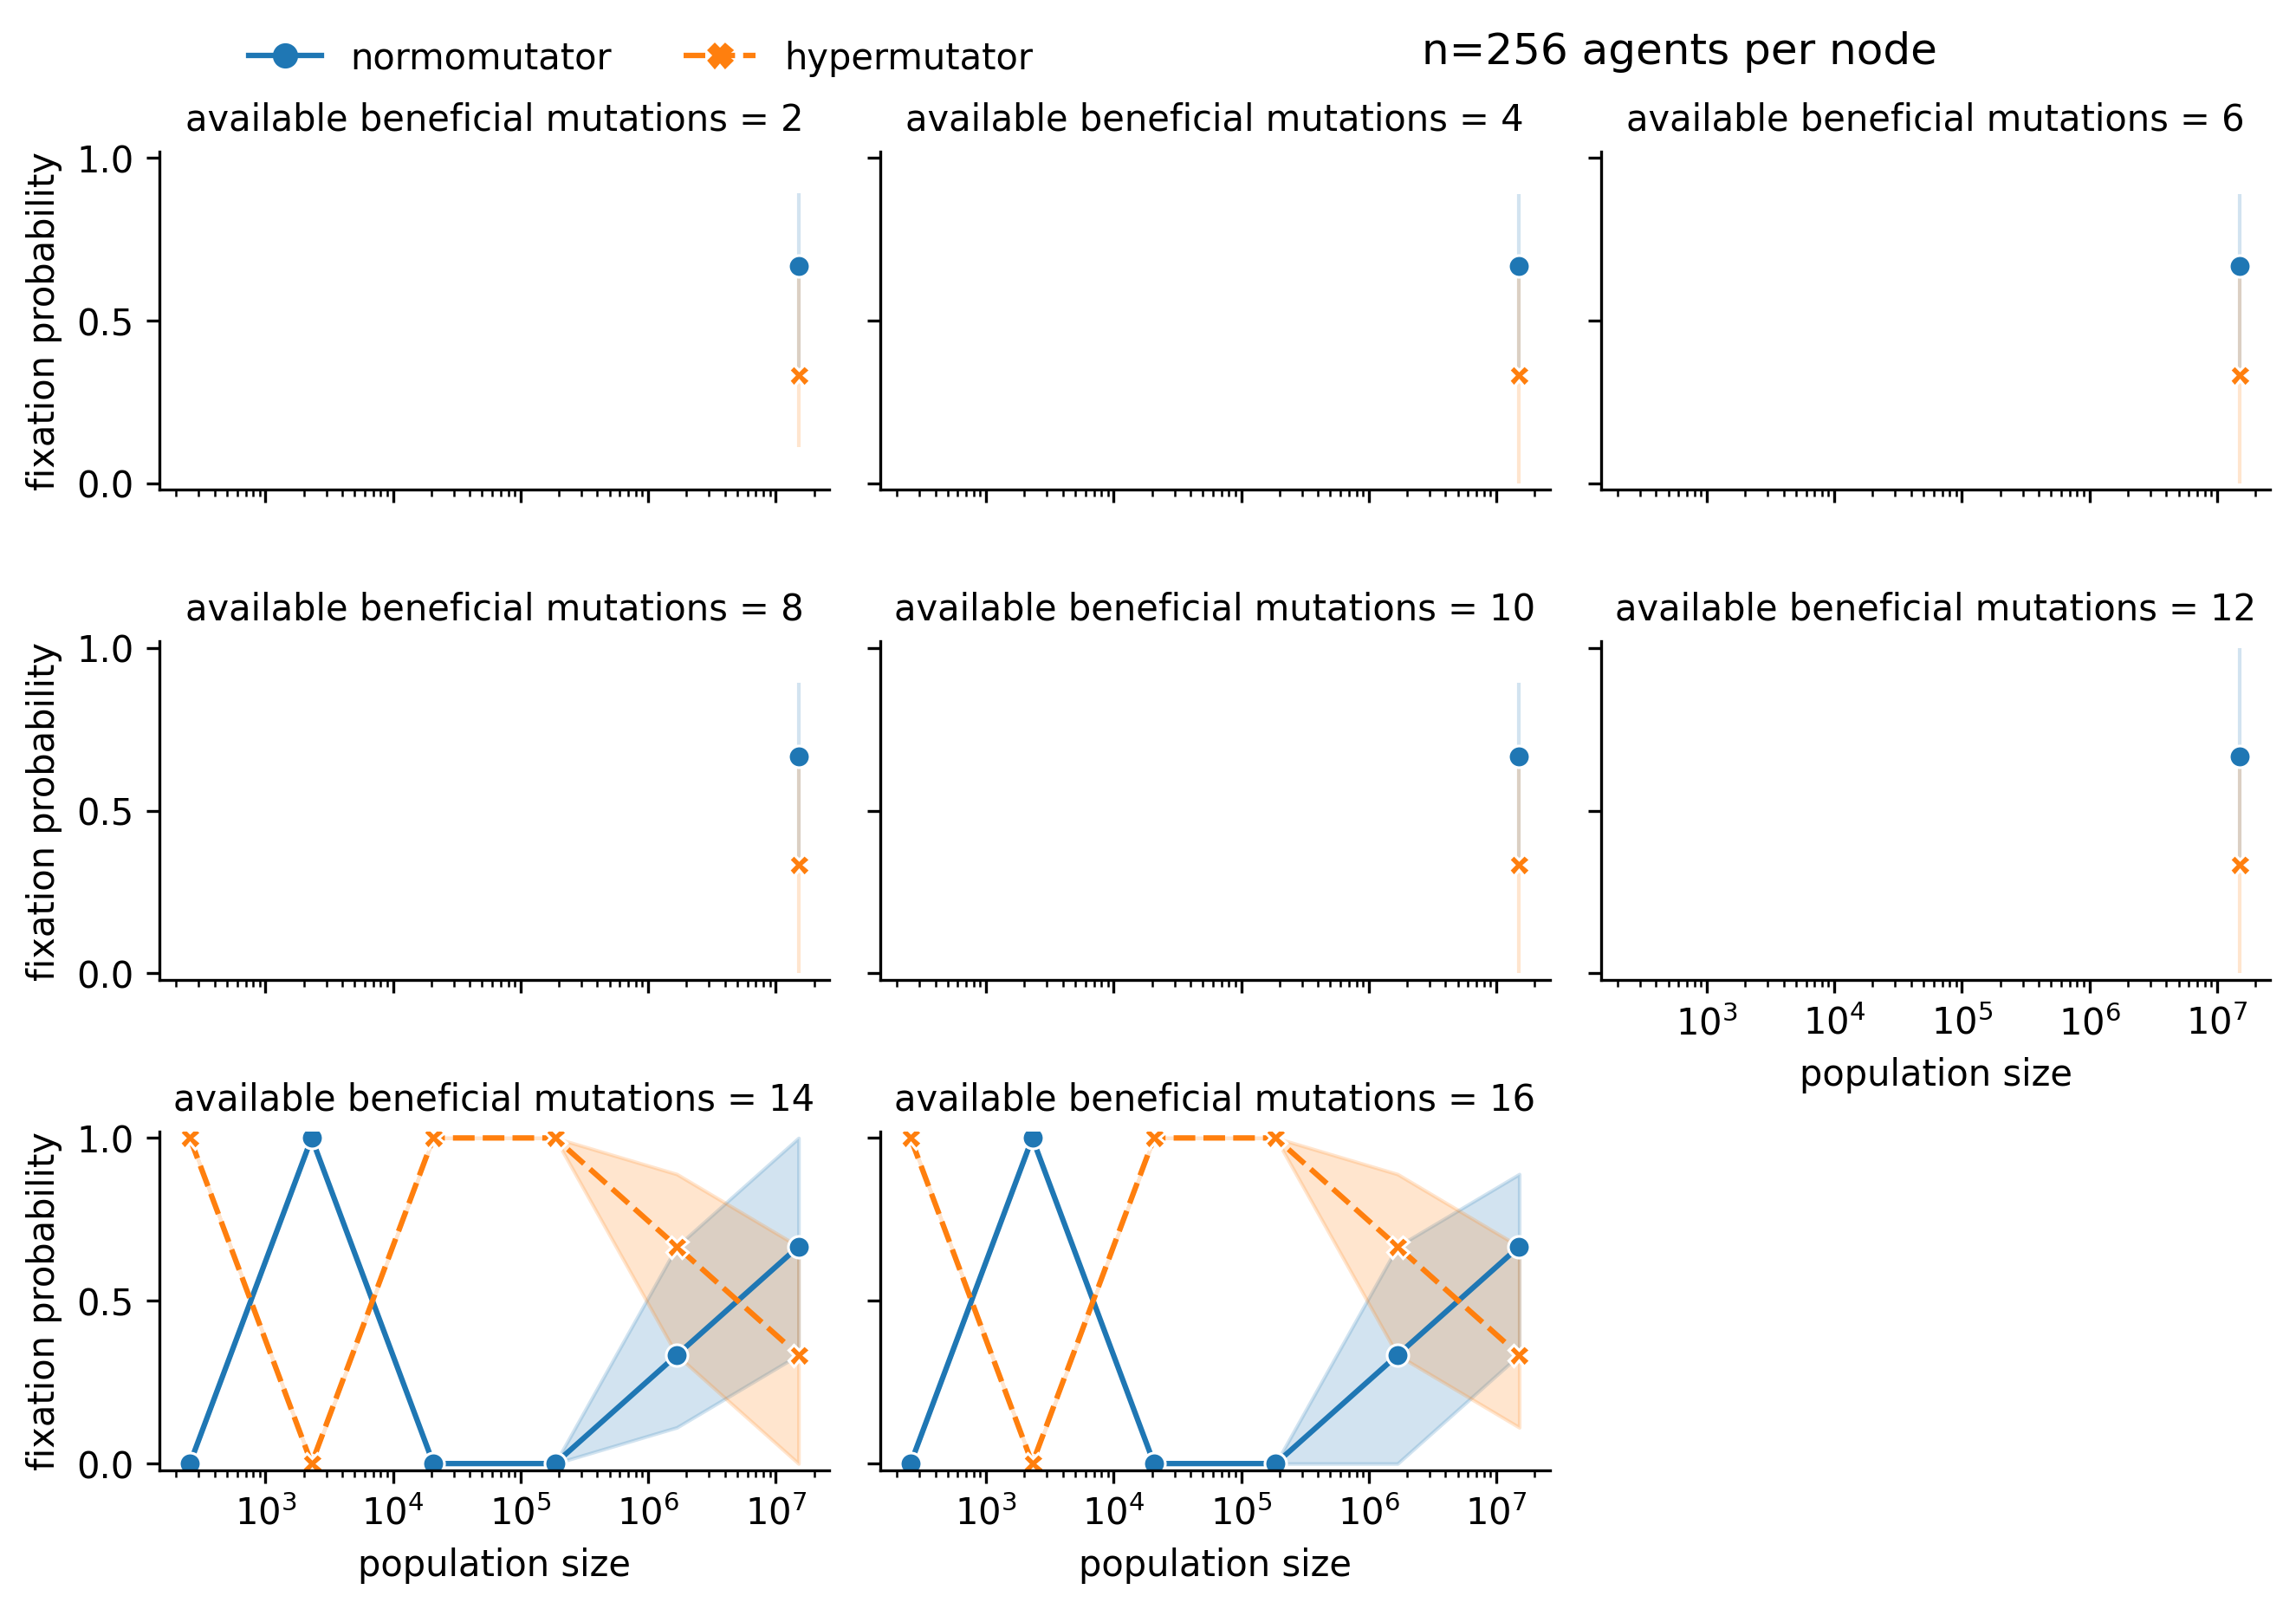 normomutator hypermutator n=256 agents per node
available beneficial mutations = 2 available beneficial mutations = 4 available beneficial mutations = 6
fixation probability
1.0
0.5
0.0
available beneficial mutations = 8 available beneficial mutations = 10 available beneficial mutations = 12
fixation probability
1.0
0.5
0.0
10³ 10⁴ 10⁵ 10⁶ 10⁷
population size
available beneficial mutations = 14 available beneficial mutations = 16
fixation probability
1.0
0.5
0.0
10³ 10⁴ 10⁵ 10⁶ 10⁷ 10³ 10⁴ 10⁵ 10⁶ 10⁷
population size population size